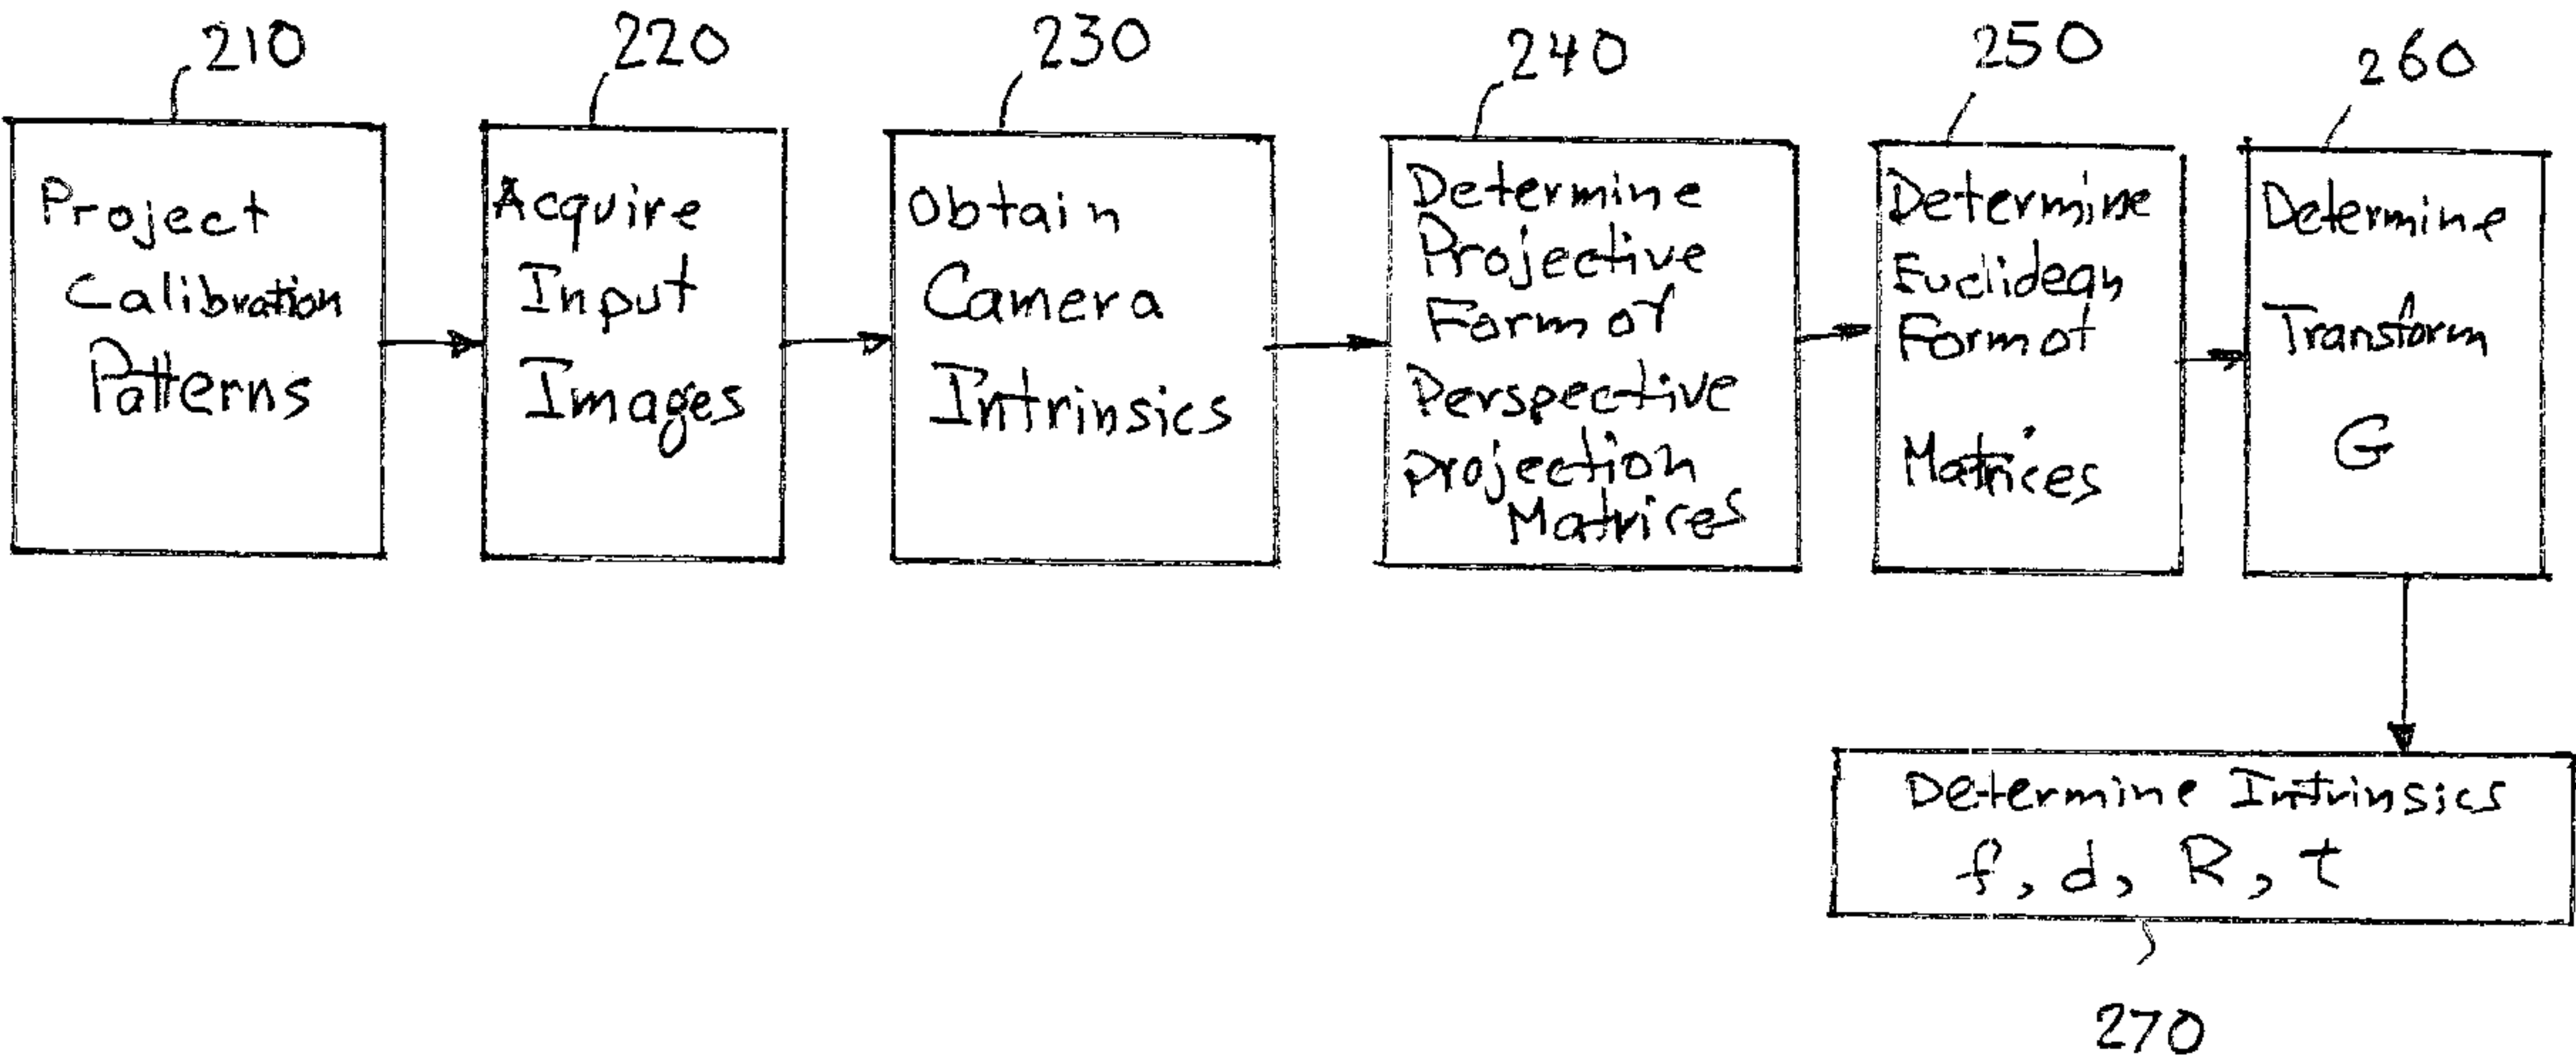 210
220
230
240
250
260
Project
Calibration
Patterns
Acquire
Input
Images
Obtain
Camera
Intrinsics
Determine
Projective
Form of
Perspective
projection
Matrices
Determine
Euclidean
Form of
Matrices
Determine
Transform
G
Determine Intrinsics
f, d, R, t
270